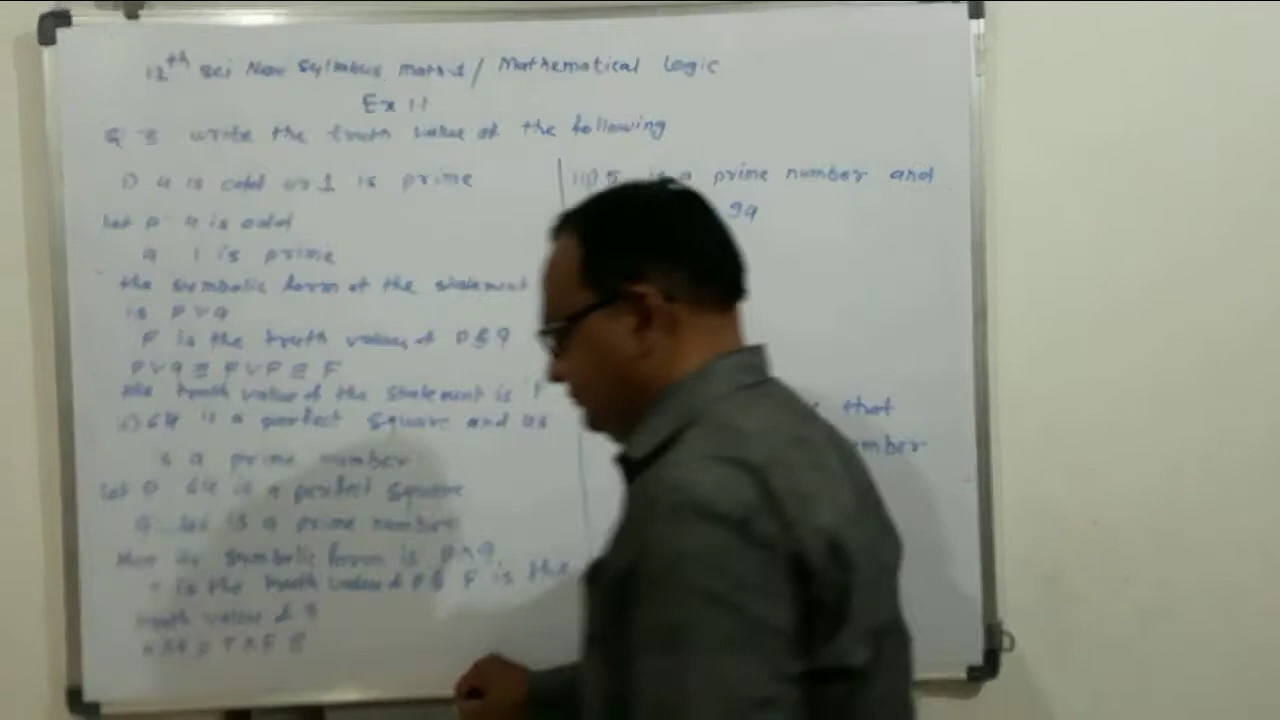 12th sci New Syllabus maths I / Mathematical Logic
Ex 1.1
Q 3 write the truth value of the following
i) 4 is odd or 1 is prime
Let p 4 is odd
q 1 is prime
the symbolic form of the statement
is p ∨ q
F is the truth value of p & q
p ∨ q ≡ F ∨ F ≡ F
the truth value of the statement is F
ii) 64 is a perfect square and 46
is a prime number
Let p 64 is a perfect square
q 46 is a prime number
symbolic form is p ∧ q
T is the truth value of p & F is the
truth value of q
p ∧ q ≡ T ∧ F ≡
iii) 5 is a prime number and
94
that
number